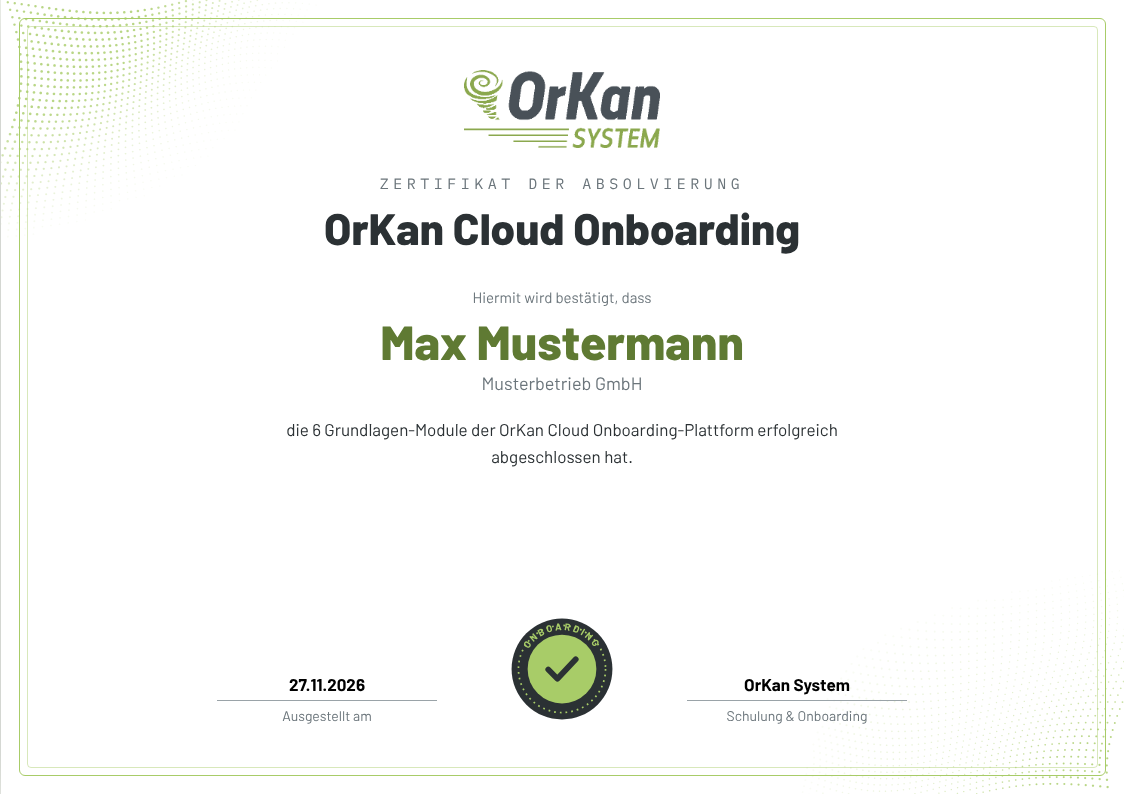 OrKan
SYSTEM
ZERTIFIKAT DER ABSOLVIERUNG
OrKan Cloud Onboarding
Hiermit wird bestätigt, dass
Max Mustermann
Musterbetrieb GmbH
die 6 Grundlagen-Module der OrKan Cloud Onboarding-Plattform erfolgreich
abgeschlossen hat.
ONBOARDING
27.11.2026
Ausgestellt am
OrKan System
Schulung & Onboarding